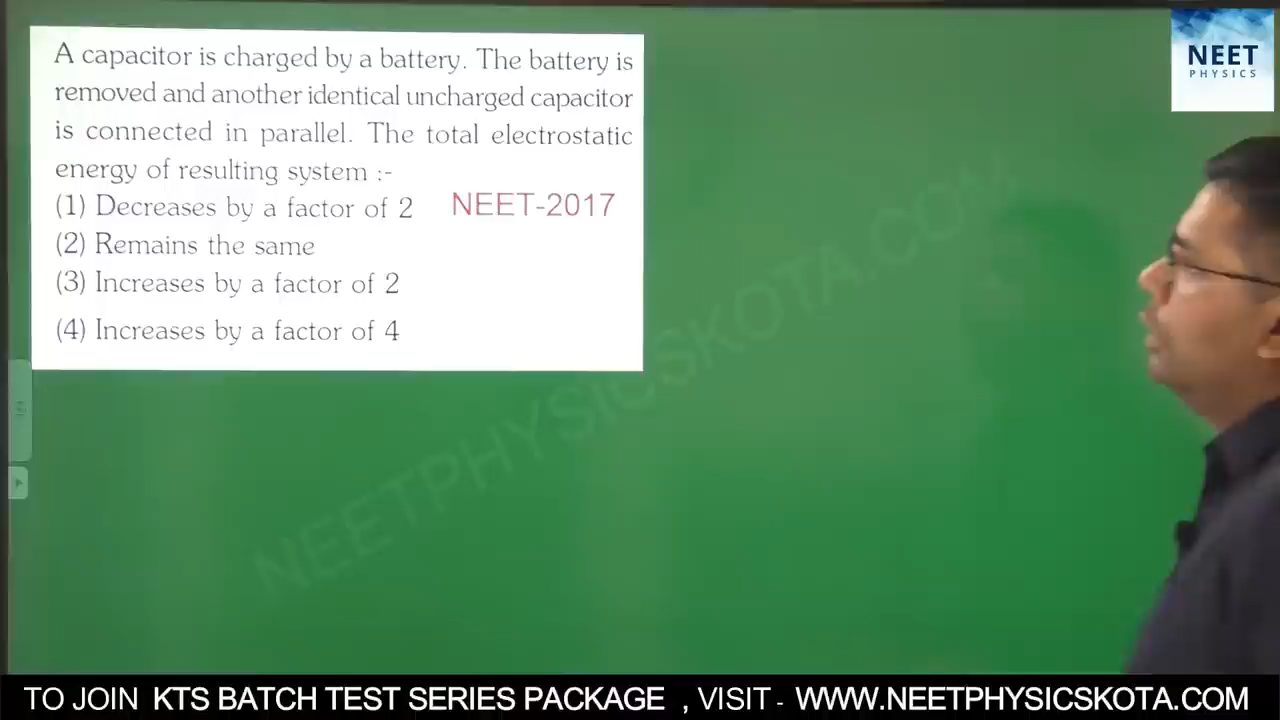 A capacitor is charged by a battery. The battery is
removed and another identical uncharged capacitor
is connected in parallel. The total electrostatic
energy of resulting system :-
(1) Decreases by a factor of 2 NEET-2017
(2) Remains the same
(3) Increases by a factor of 2
(4) Increases by a factor of 4
NEET
PHYSICS
NEETPHYSICSKOTA.COM
TO JOIN KTS BATCH TEST SERIES PACKAGE , VISIT - WWW.NEETPHYSICSKOTA.COM